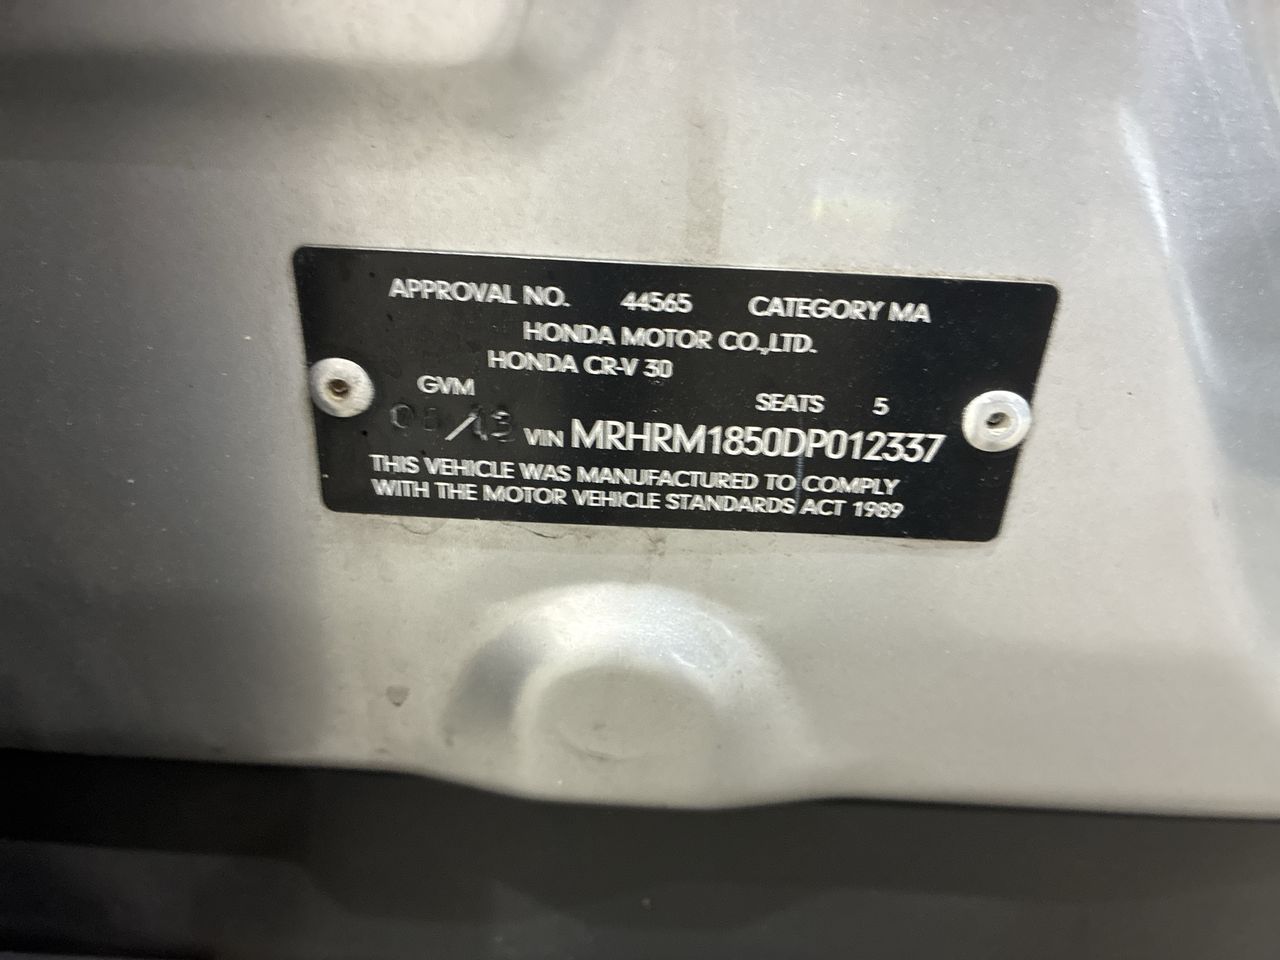 APPROVAL NO. 44565 CATEGORY MA
HONDA MOTOR CO.,LTD.
HONDA CR-V 30
GVM SEATS 5
/13 VIN MRHRM1850DP012337
THIS VEHICLE WAS MANUFACTURED TO COMPLY
WITH THE MOTOR VEHICLE STANDARDS ACT 1989